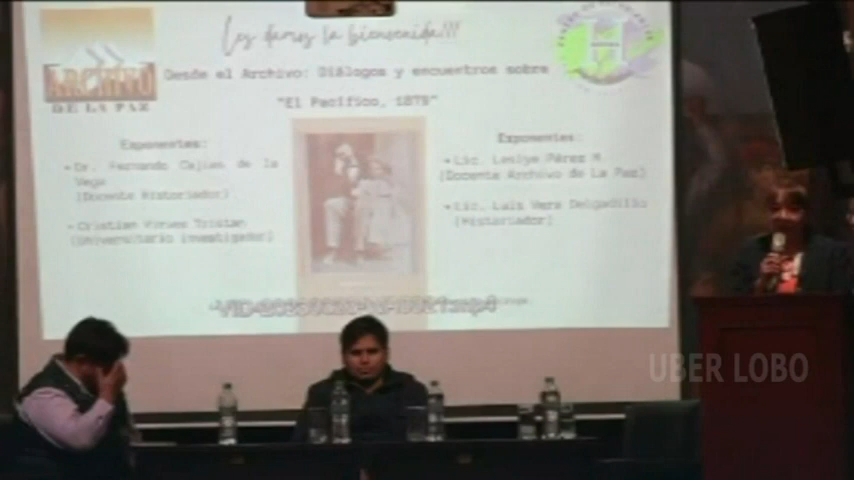 Les damos la bienvenida!!!
ARCHIVO
DE LA PAZ
H
Desde el Archivo: Diálogos y encuentros sobre
"El Pacífico, 1879"
Exponentes:
• Dr. Fernando Cajías de la
Vega
(Docente Historiador)
• Cristian Viruez Tristan
(Universitario investigador)
Exponentes:
• Lic. Leslye Pérez M.
(Docente Archivo de La Paz)
• Lic. Luis Vera Delgadillo
(Historiador)
UBER LOBO